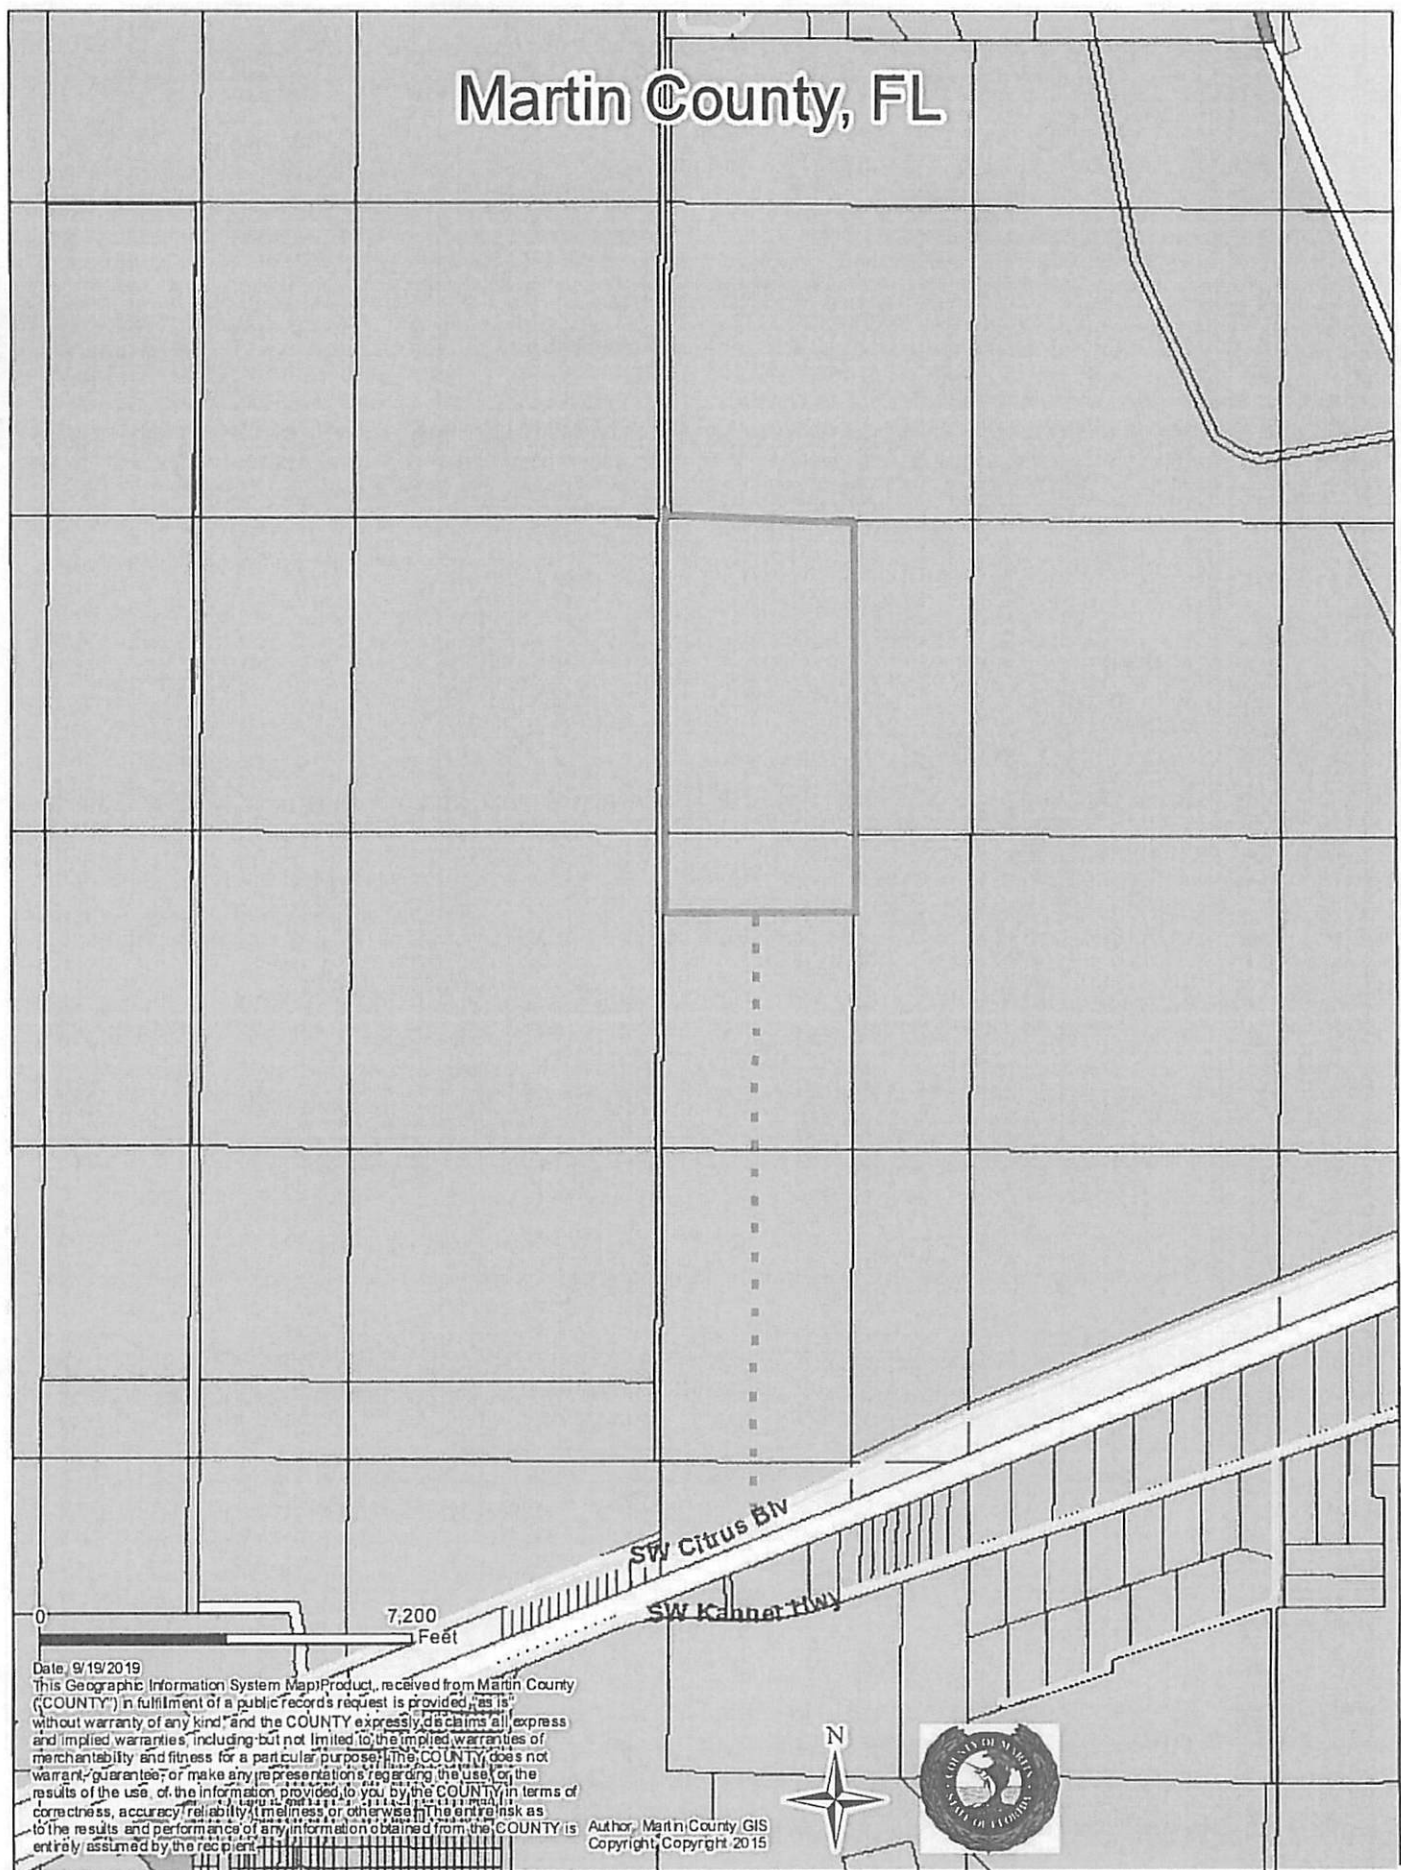 Martin County, FL
SW Citrus Blv
SW Kanner Hwy
0 7,200
Feet
Date: 9/19/2019
This Geographic Information System Map Product, received from Martin County
("COUNTY") in fulfillment of a public records request is provided "as is"
without warranty of any kind, and the COUNTY expressly disclaims all express
and implied warranties, including but not limited to the implied warranties of
merchantability and fitness for a particular purpose. The COUNTY does not
warrant, guarantee, or make any representations regarding the use, or the
results of the use, of the information provided to you by the COUNTY in terms of
correctness, accuracy, reliability, timeliness or otherwise. The entire risk as
to the results and performance of any information obtained from the COUNTY is
entirely assumed by the recipient.
Author, Martin County GIS
Copyright, Copyright 2015
N
COUNTY OF MARTIN
STATE OF FLORIDA